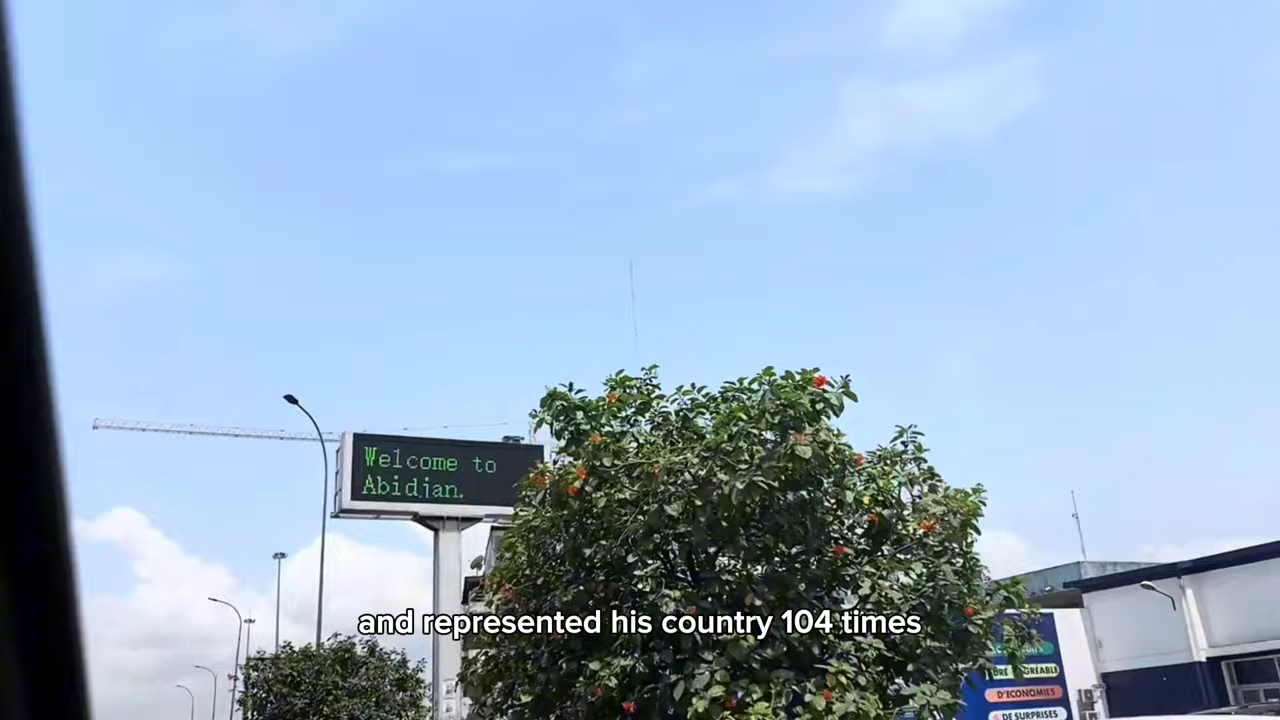 Welcome to
Abidjan.
and represented his country 104 times
D'ECONOMIES
DE SURPRISES